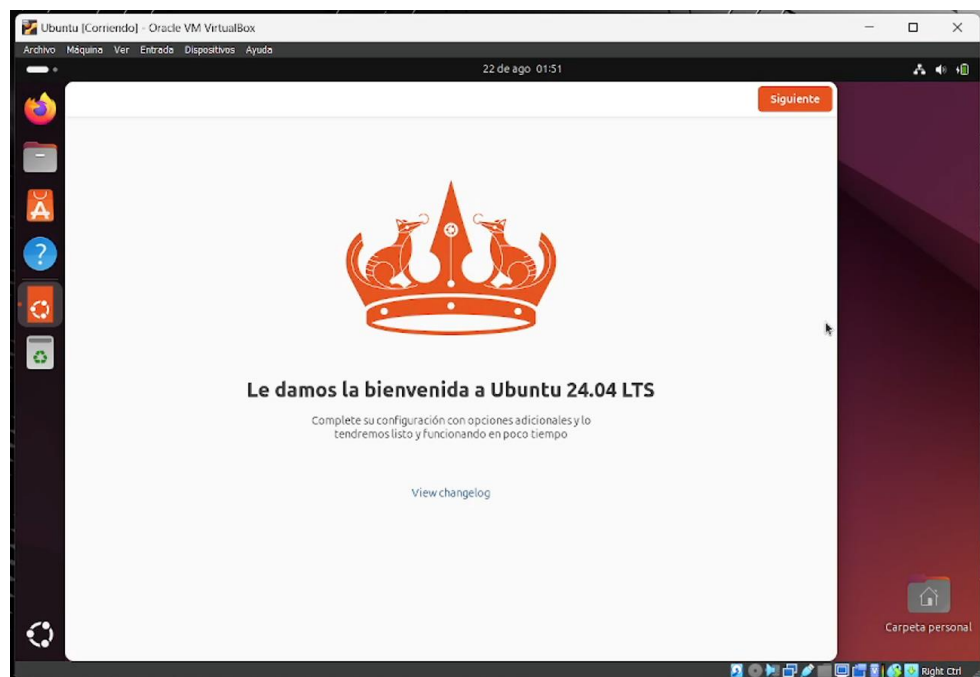 Ubuntu [Corriendo] - Oracle VM VirtualBox
Archivo Máquina Ver Entrada Dispositivos Ayuda
22 de ago 01:51
Siguiente
Le damos la bienvenida a Ubuntu 24.04 LTS
Complete su configuración con opciones adicionales y lo
tendremos listo y funcionando en poco tiempo
View changelog
Carpeta personal
Right Ctrl